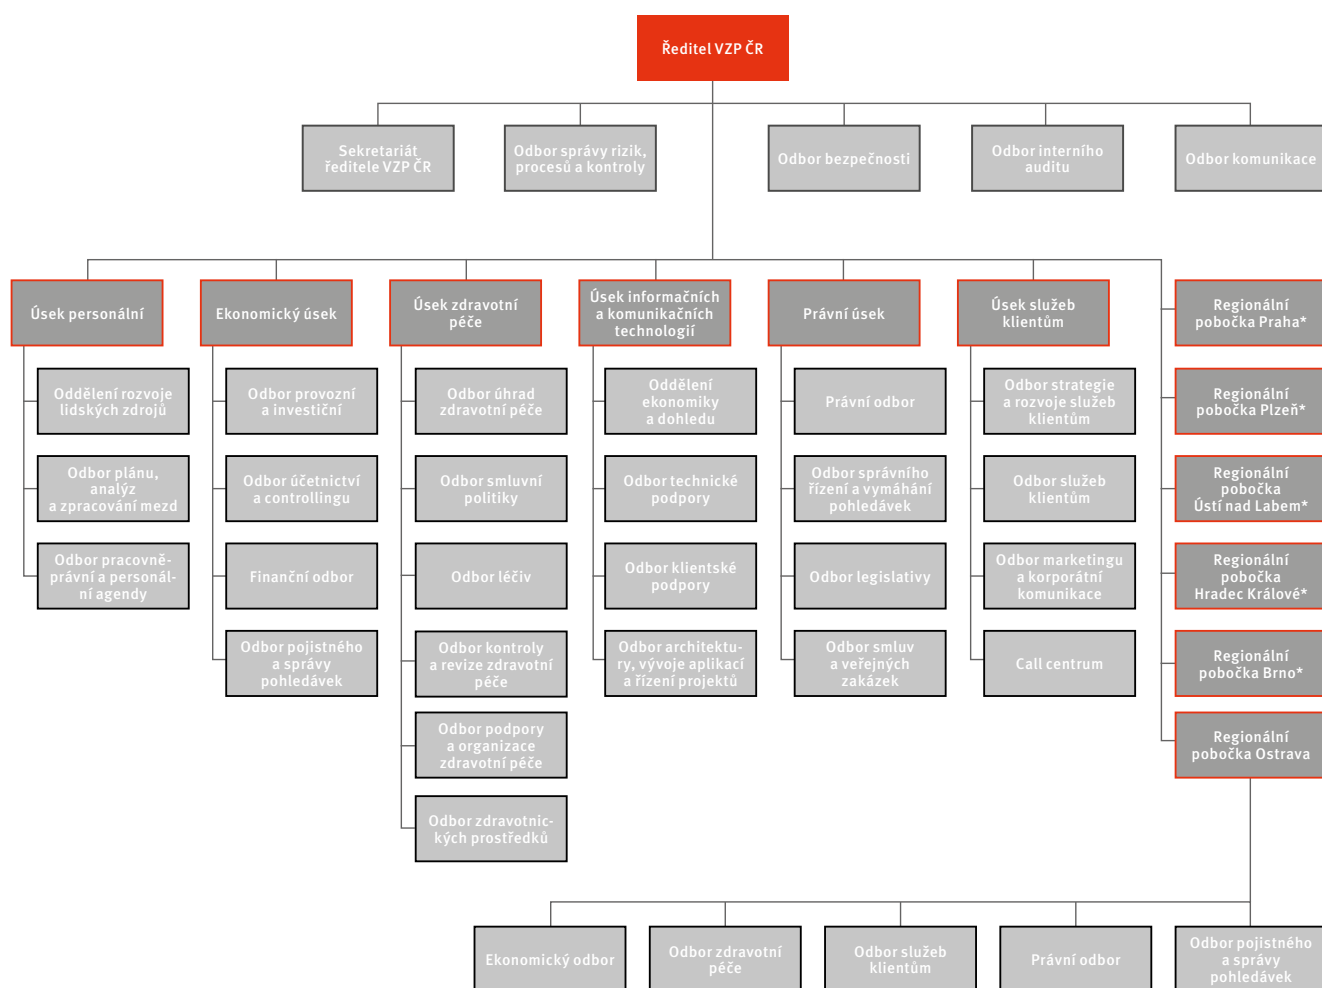 Ředitel VZP ČR
Sekretariát
ředitele VZP ČR
Odbor správy rizik,
procesů a kontroly
Odbor bezpečnosti
Odbor interního
auditu
Odbor komunikace
Úsek personální
Ekonomický úsek
Úsek zdravotní
péče
Úsek informačních
a komunikačních
technologií
Právní úsek
Úsek služeb
klientům
Regionální
pobočka Praha*
Oddělení rozvoje
lidských zdrojů
Odbor provozní
a investiční
Odbor úhrad
zdravotní péče
Oddělení
ekonomiky
a dohledu
Právní odbor
Odbor strategie
a rozvoje služeb
klientům
Regionální
pobočka Plzeň*
Odbor plánu,
analýz
a zpracování mezd
Odbor účetnictví
a controllingu
Odbor smluvní
politiky
Odbor technické
podpory
Odbor správního
řízení a vymáhání
pohledávek
Odbor služeb
klientům
Regionální
pobočka
Ústí nad Labem*
Odbor pracovně-
právní a personál-
ní agendy
Finanční odbor
Odbor léčiv
Odbor klientské
podpory
Odbor legislativy
Odbor marketingu
a korporátní
komunikace
Regionální
pobočka
Hradec Králové*
Odbor pojistného
a správy
pohledávek
Odbor kontroly
a revize zdravotní
péče
Odbor architektu-
ry, vývoje aplikací
a řízení projektů
Odbor smluv
a veřejných
zakázek
Call centrum
Regionální
pobočka Brno*
Odbor podpory
a organizace
zdravotní péče
Regionální
pobočka Ostrava
Odbor zdravotnic-
kých prostředků
Ekonomický odbor
Odbor zdravotní
péče
Odbor služeb
klientům
Právní odbor
Odbor pojistného
a správy
pohledávek